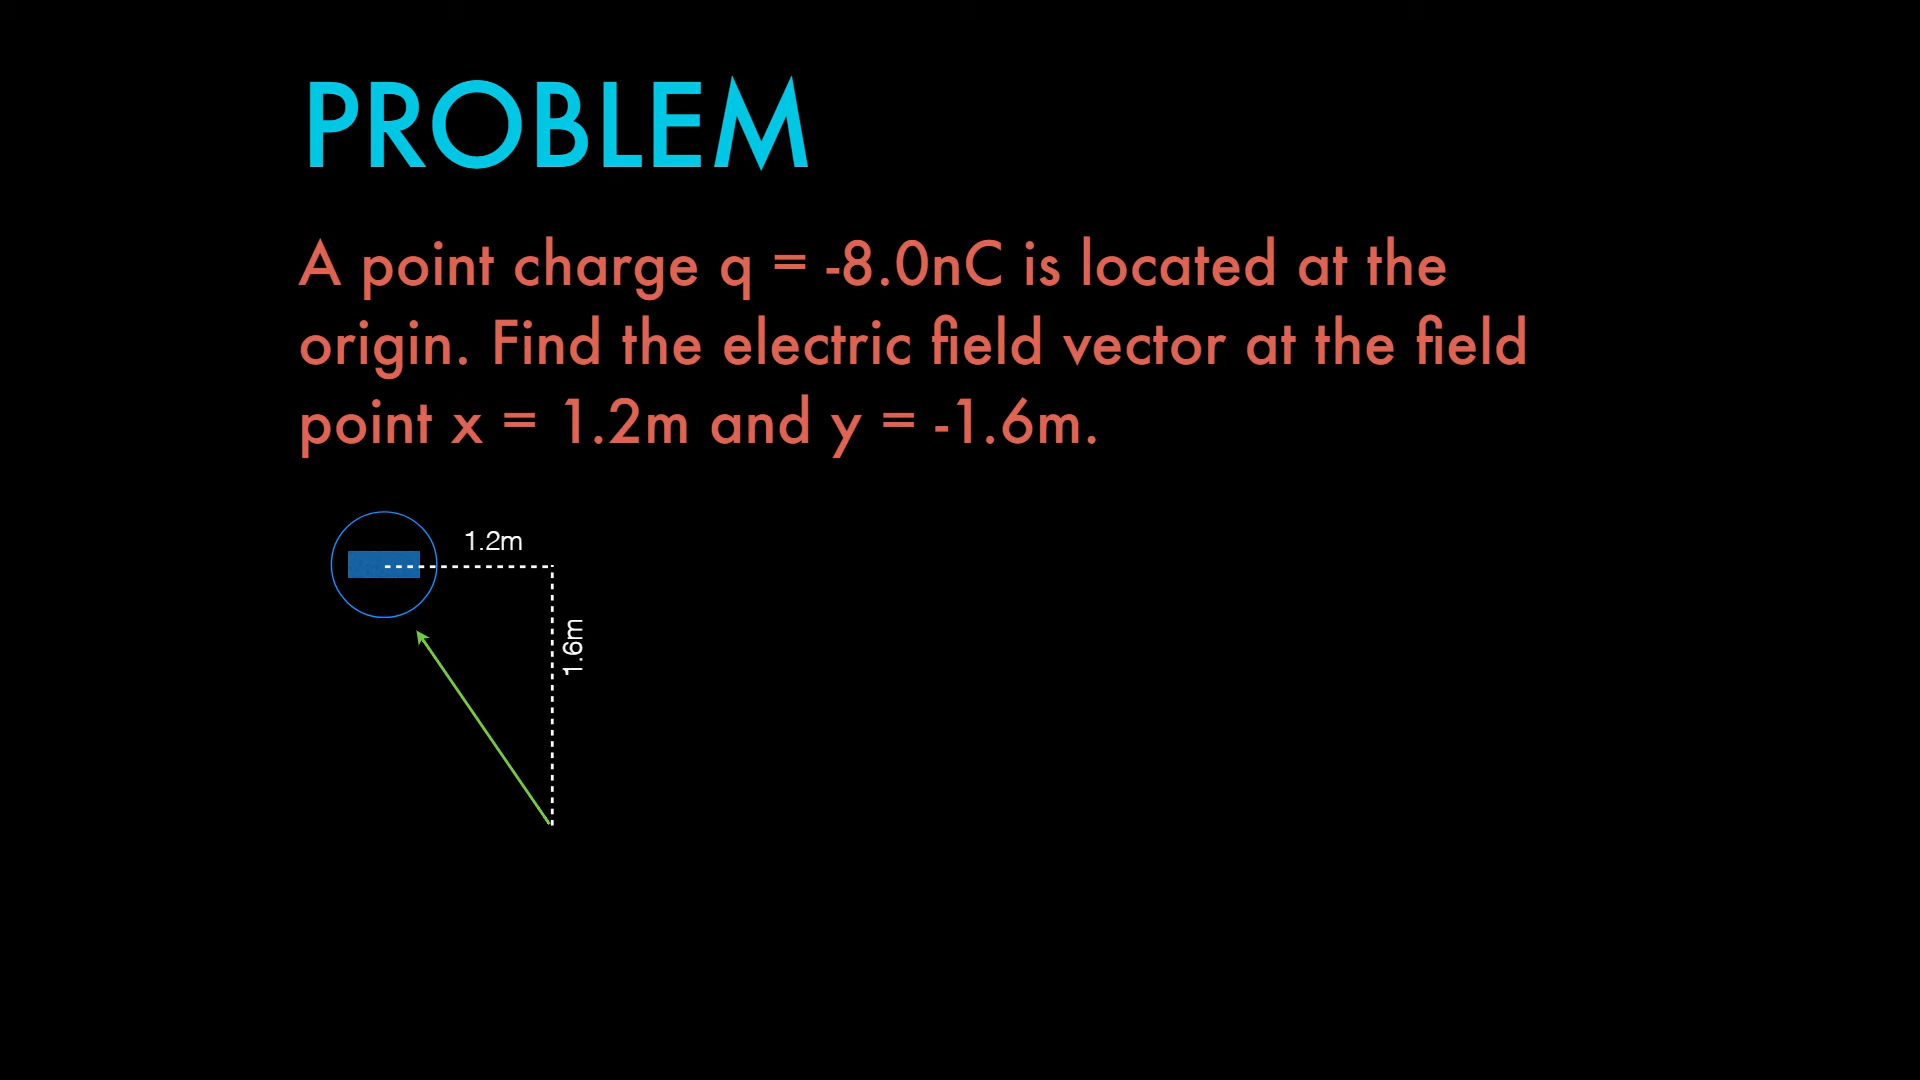 PROBLEM
A point charge q = -8.0nC is located at the
origin. Find the electric field vector at the field
point x = 1.2m and y = -1.6m.
1.2m
1.6m